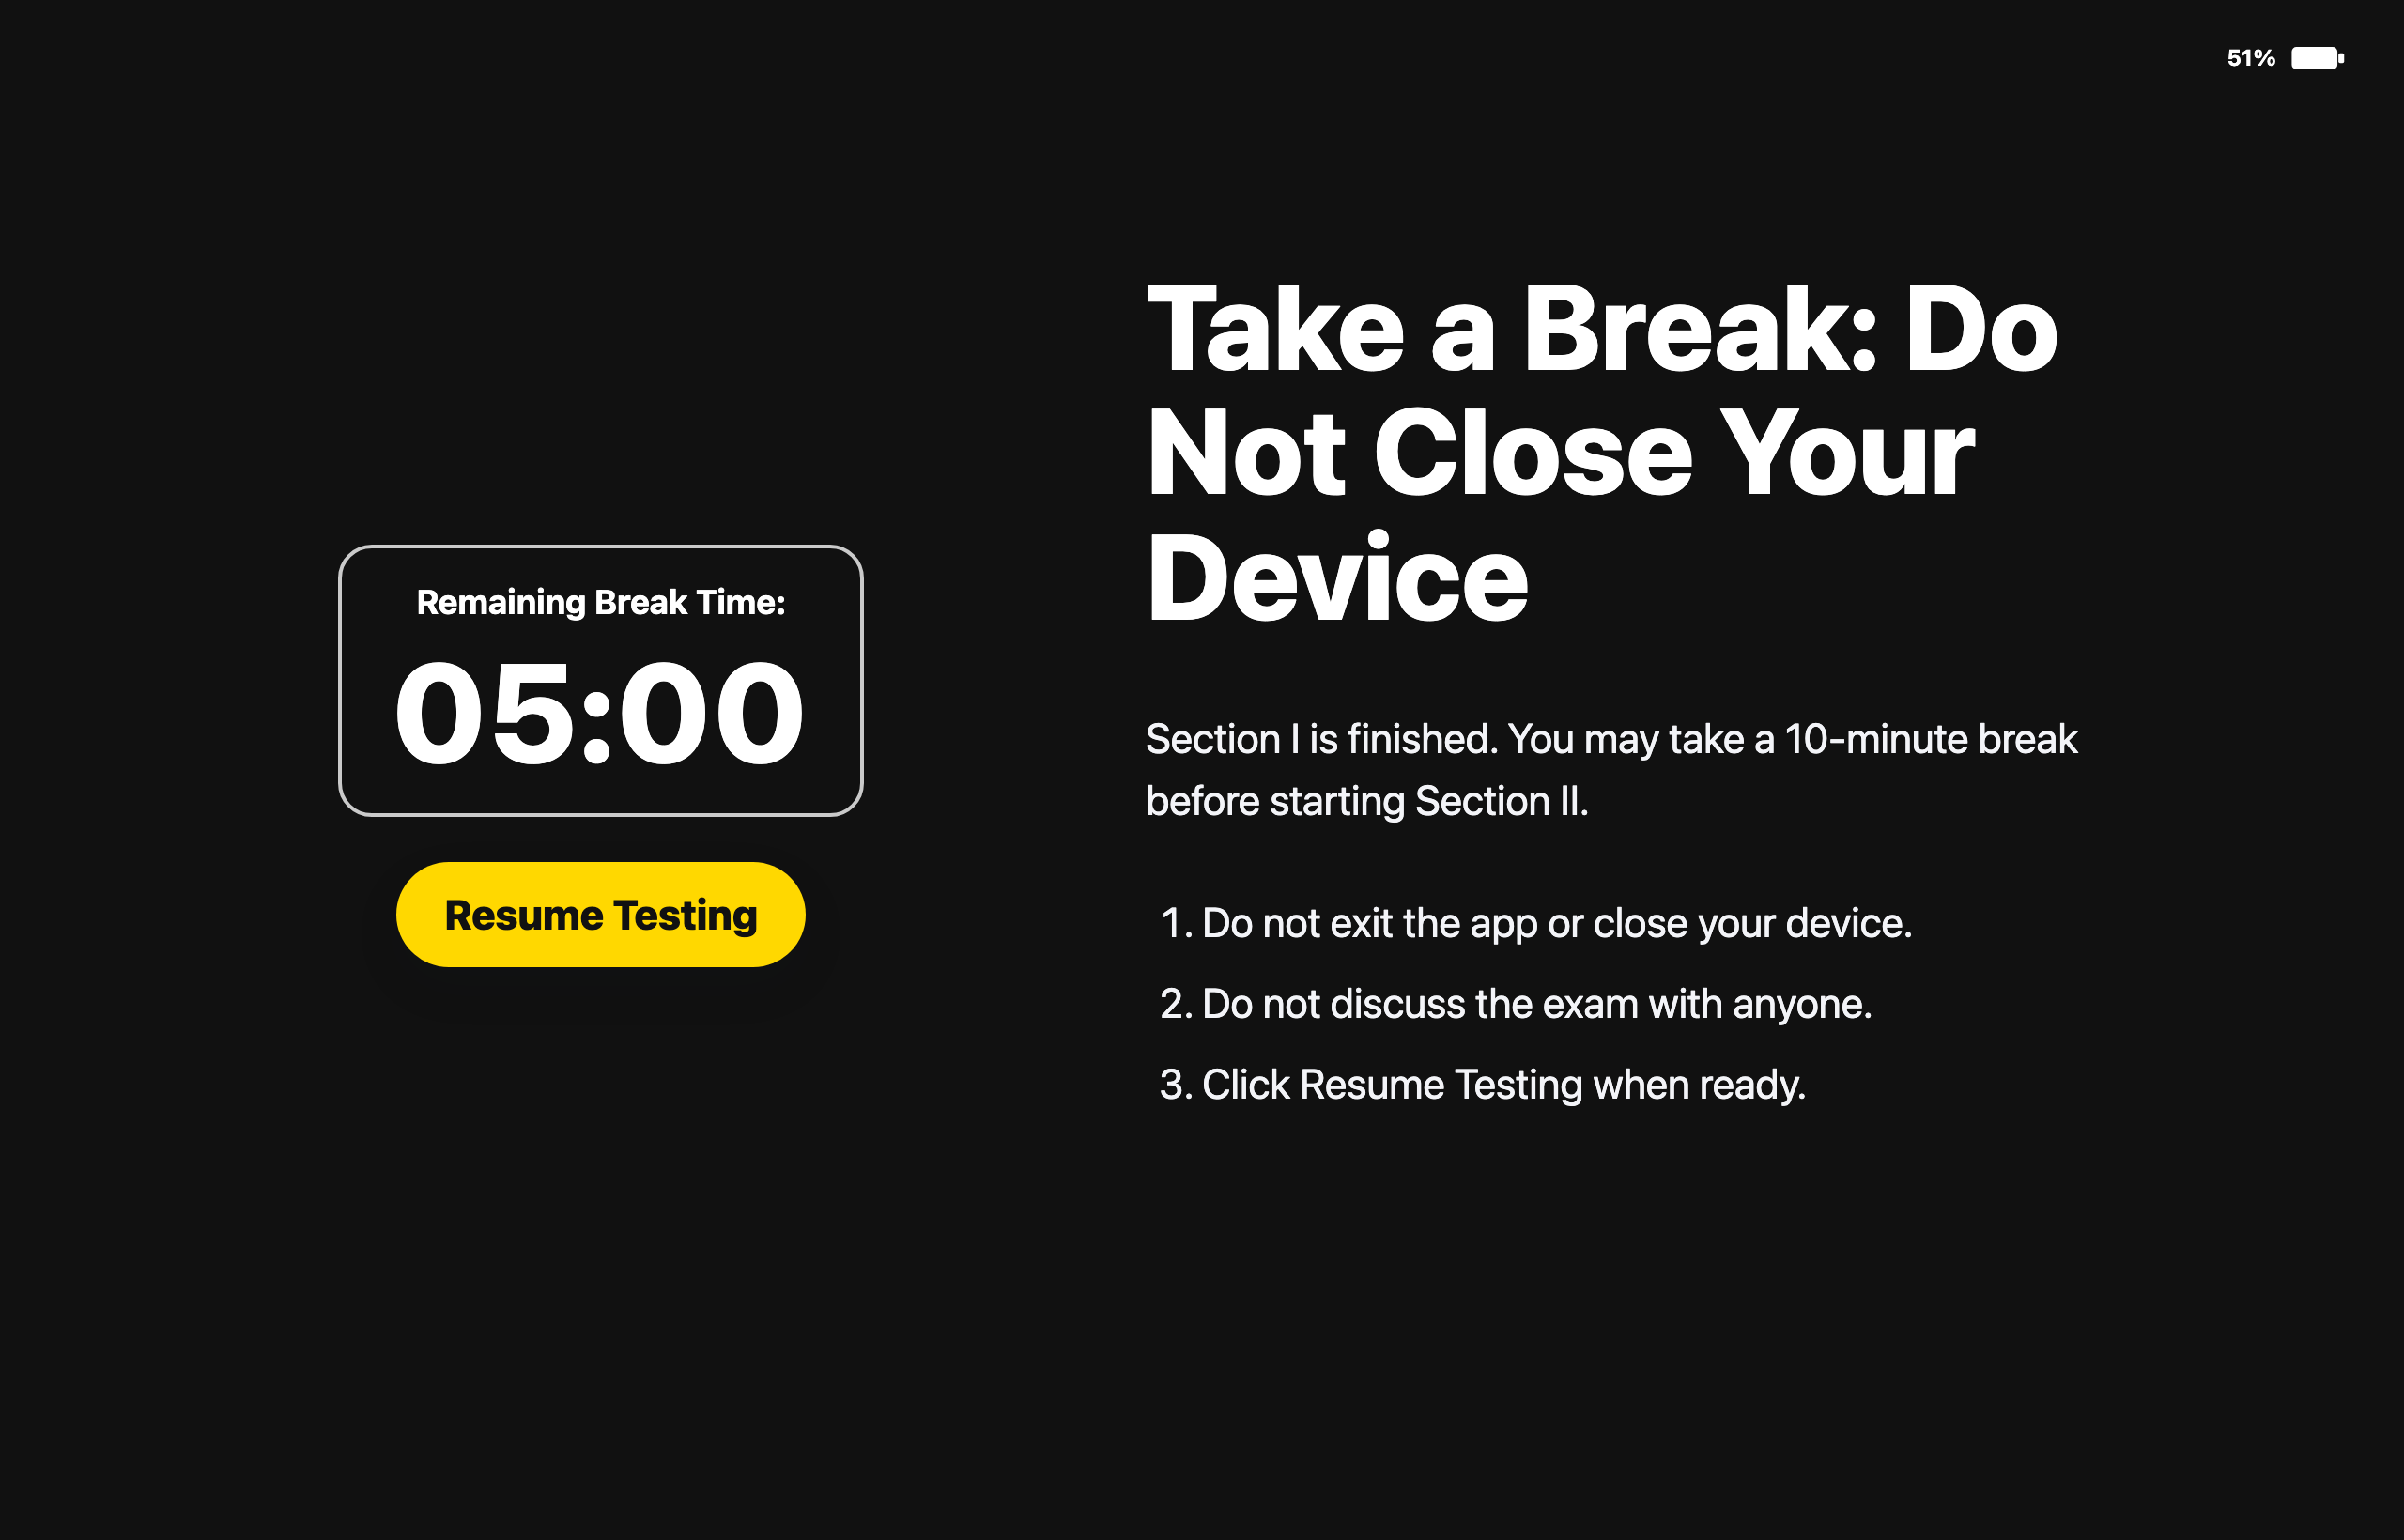 51%
Take a Break: Do
Not Close Your
Device
Remaining Break Time:
05:00
Resume Testing
Section I is finished. You may take a 10-minute break
before starting Section II.
1. Do not exit the app or close your device.
2. Do not discuss the exam with anyone.
3. Click Resume Testing when ready.